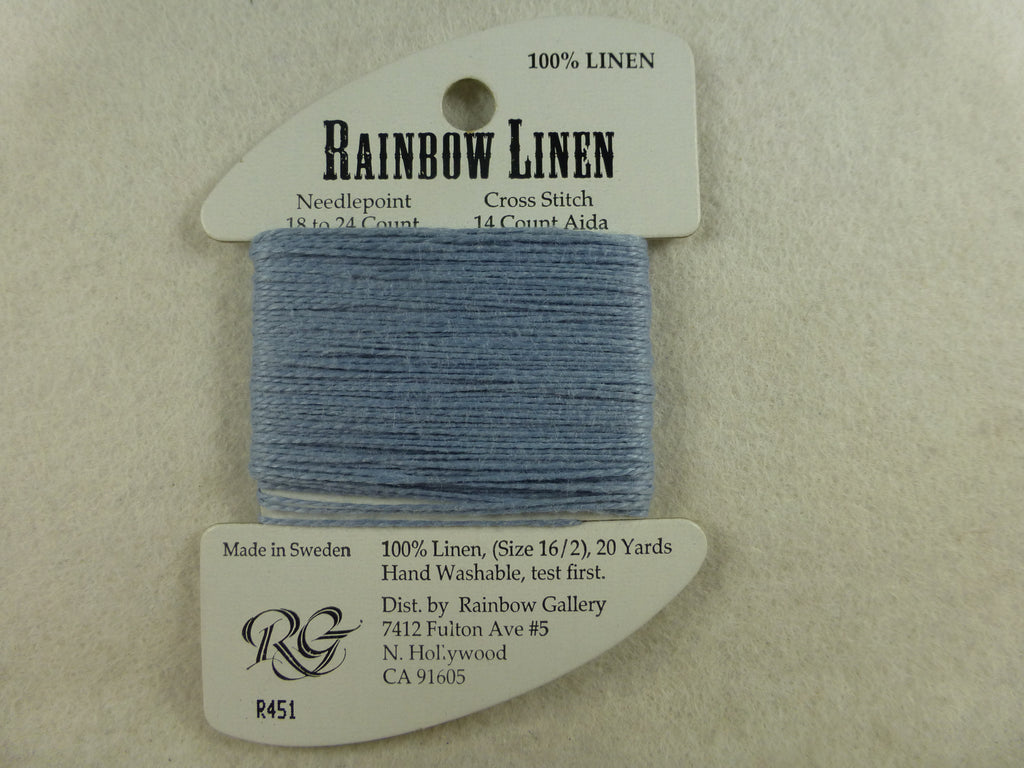 100% LINEN
RAINBOW LINEN
Needlepoint Cross Stitch
18 to 24 Count 14 Count Aida
Made in Sweden
100% Linen, (Size 16/2), 20 Yards
Hand Washable, test first.
Dist. by Rainbow Gallery
7412 Fulton Ave #5
N. Hollywood
CA 91605
RG
R451